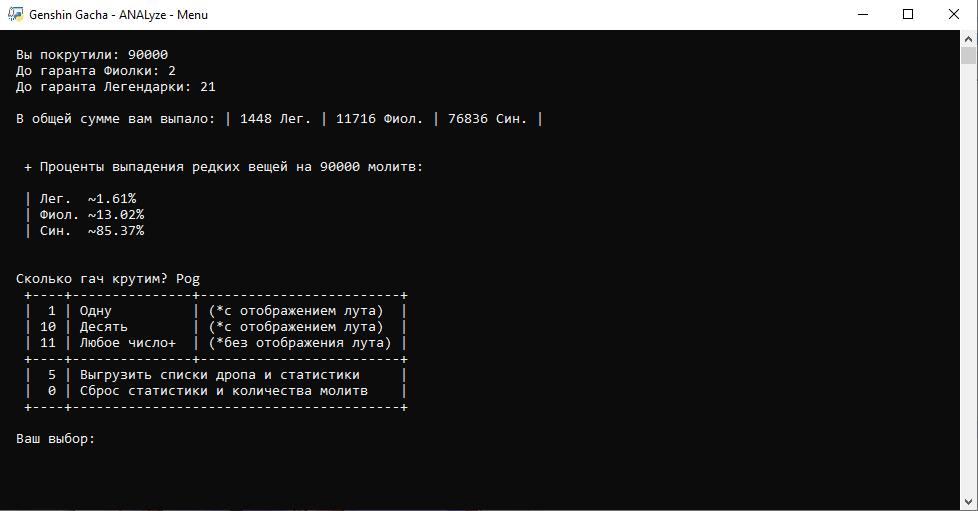 Genshin Gacha - ANALyze - Menu
Вы покрутили: 90000
До гаранта Фиолки: 2
До гаранта Легендарки: 21
В общей сумме вам выпало: | 1448 Лег. | 11716 Фиол. | 76836 Син. |
+ Проценты выпадения редких вещей на 90000 молитв:
| Лег.  ~1.61%
| Фиол. ~13.02%
| Син.  ~85.37%
Сколько гач крутим? Pog
+----+---------------+-------------------------+
|  1 | Одну          | (*с отображением лута)  |
| 10 | Десять        | (*с отображением лута)  |
| 11 | Любое число+  | (*без отображения лута) |
+----+---------------+-------------------------+
|  5 | Выгрузить списки дропа и статистики     |
|  0 | Сброс статистики и количества молитв    |
+----+-----------------------------------------+
Ваш выбор: